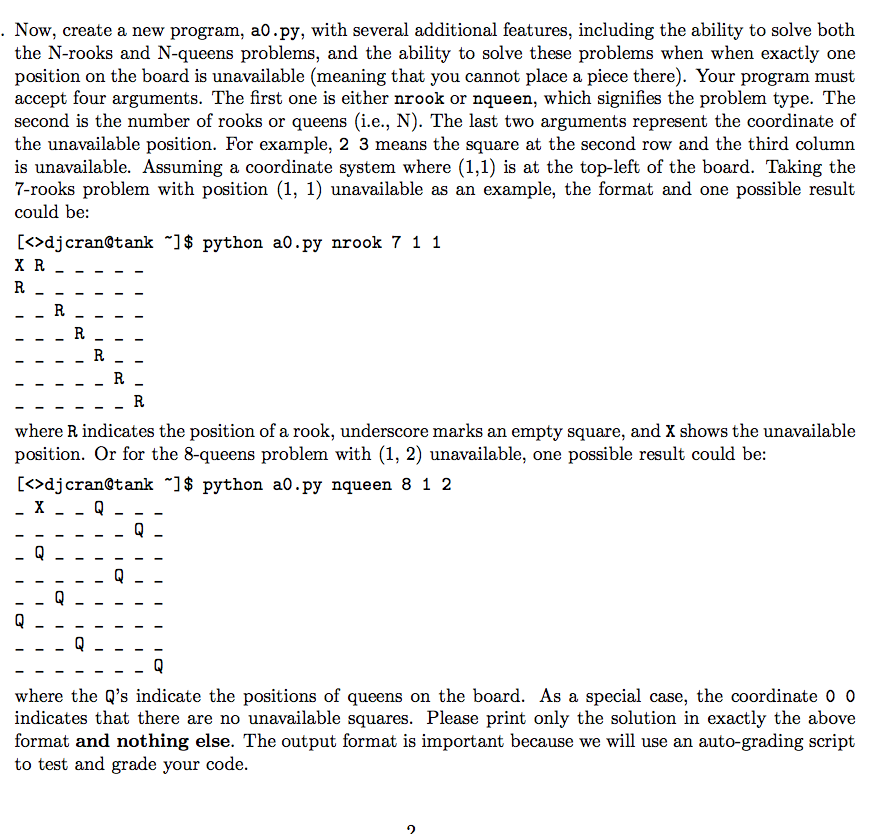 . Now, create a new program, a0.py, with several additional features, including the ability to solve both
the N-rooks and N-queens problems, and the ability to solve these problems when when exactly one
position on the board is unavailable (meaning that you cannot place a piece there). Your program must
accept four arguments. The first one is either nrook or nqueen, which signifies the problem type. The
second is the number of rooks or queens (i.e., N). The last two arguments represent the coordinate of
the unavailable position. For example, 2 3 means the square at the second row and the third column
is unavailable. Assuming a coordinate system where (1,1) is at the top-left of the board. Taking the
7-rooks problem with position (1, 1) unavailable as an example, the format and one possible result
could be:
[<>djcran@tank ~]$ python a0.py nrook 7 1 1
X R _ _ _ _ _
R _ _ _ _ _ _
_ _ R _ _ _ _
_ _ _ R _ _ _
_ _ _ _ R _ _
_ _ _ _ _ R _
_ _ _ _ _ _ R
where R indicates the position of a rook, underscore marks an empty square, and X shows the unavailable
position. Or for the 8-queens problem with (1, 2) unavailable, one possible result could be:
[<>djcran@tank ~]$ python a0.py nqueen 8 1 2
_ X _ _ Q _ _ _
_ _ _ _ _ _ Q _
_ Q _ _ _ _ _ _
_ _ _ _ _ Q _ _
_ _ Q _ _ _ _ _
Q _ _ _ _ _ _ _
_ _ _ Q _ _ _ _
_ _ _ _ _ _ _ Q
where the Q's indicate the positions of queens on the board. As a special case, the coordinate 0 0
indicates that there are no unavailable squares. Please print only the solution in exactly the above
format and nothing else. The output format is important because we will use an auto-grading script
to test and grade your code.
2